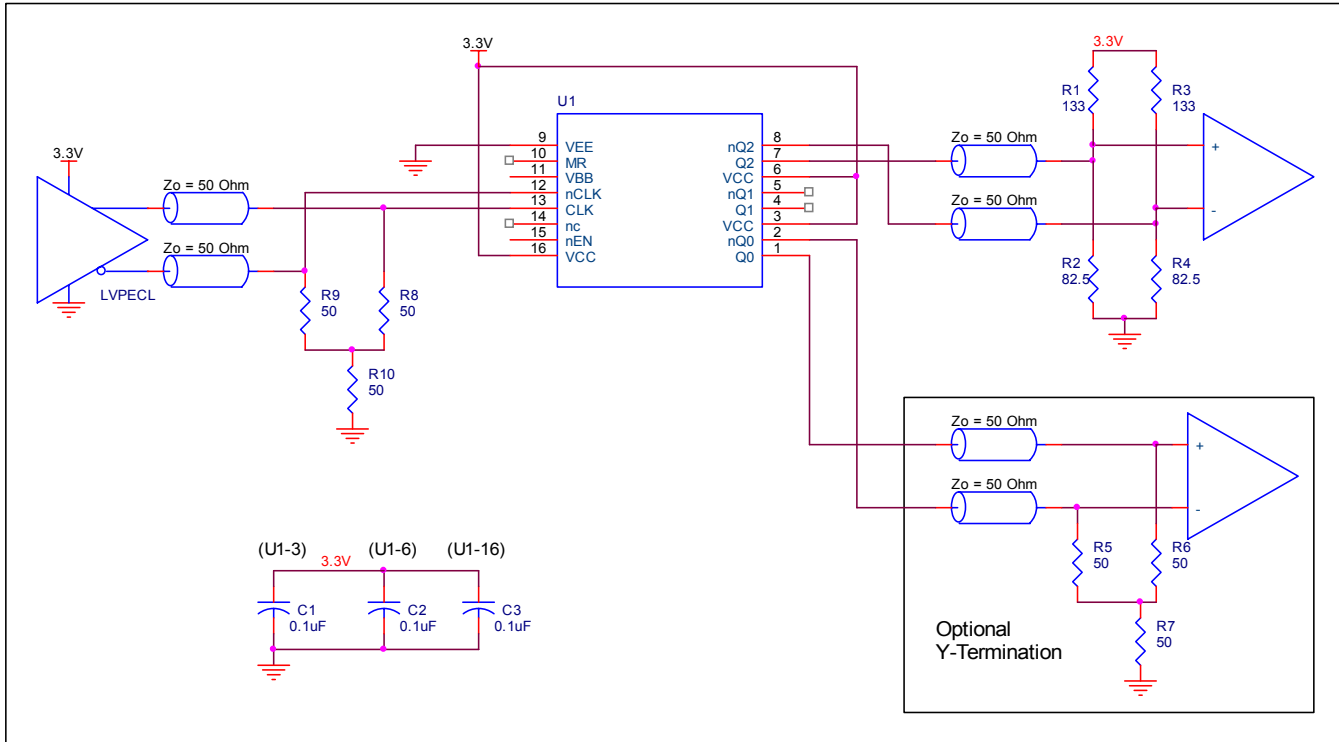 3.3V
Zo = 50 Ohm
Zo = 50 Ohm
LVPECL
R9
50
R8
50
R10
50
3.3V
U1
9
VEE
10
MR
11
VBB
12
nCLK
13
CLK
14
nc
15
nEN
16
VCC
8
nQ2
7
Q2
6
VCC
5
nQ1
4
Q1
3
VCC
2
nQ0
1
Q0
3.3V
R1
133
R3
133
Zo = 50 Ohm
Zo = 50 Ohm
+
-
R2
82.5
R4
82.5
Zo = 50 Ohm
Zo = 50 Ohm
+
-
R5
50
R6
50
R7
50
Optional
Y-Termination
(U1-3)
(U1-6)
(U1-16)
3.3V
C1
0.1uF
C2
0.1uF
C3
0.1uF